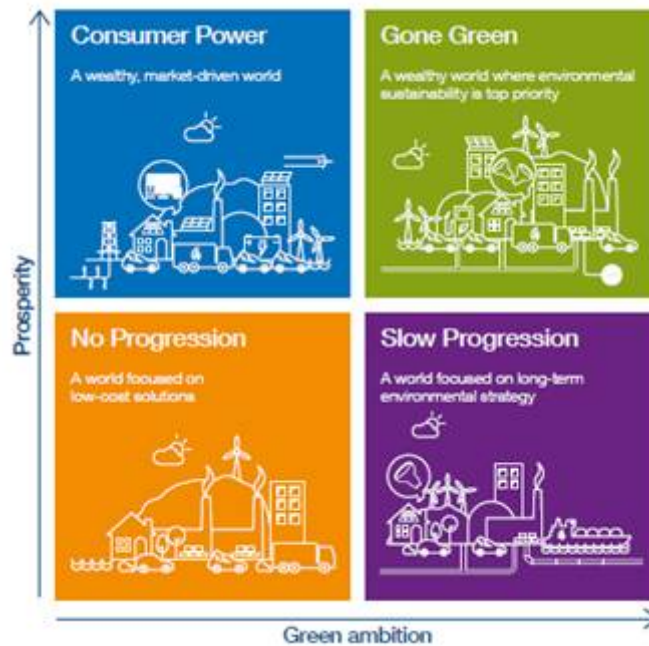 Consumer Power
A wealthy, market-driven world
Gone Green
A wealthy world where environmental
sustainability is top priority
Prosperity
No Progression
A world focused on
low-cost solutions
Slow Progression
A world focused on long-term
environmental strategy
Green ambition